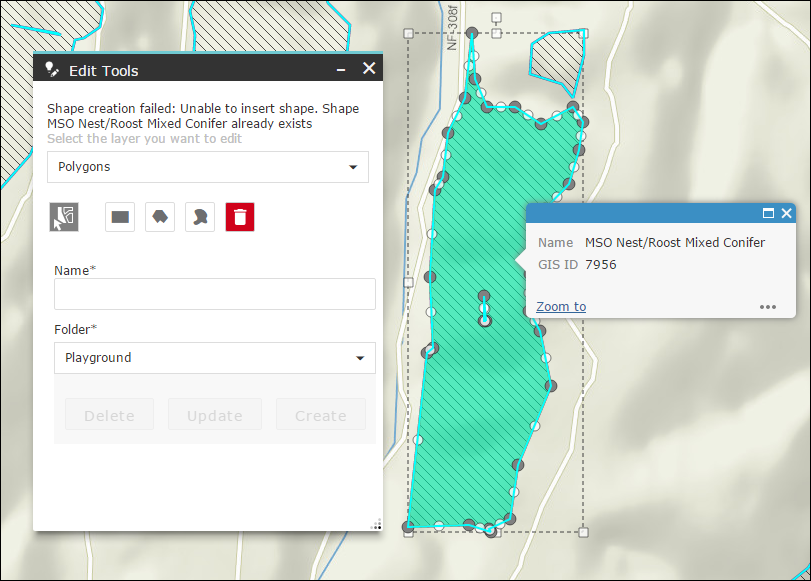 NF-308f
Edit Tools
Shape creation failed: Unable to insert shape. Shape
MSO Nest/Roost Mixed Conifer already exists
Select the layer you want to edit
Polygons
Name*
Folder*
Playground
Delete Update Create
Name MSO Nest/Roost Mixed Conifer
GIS ID 7956
Zoom to